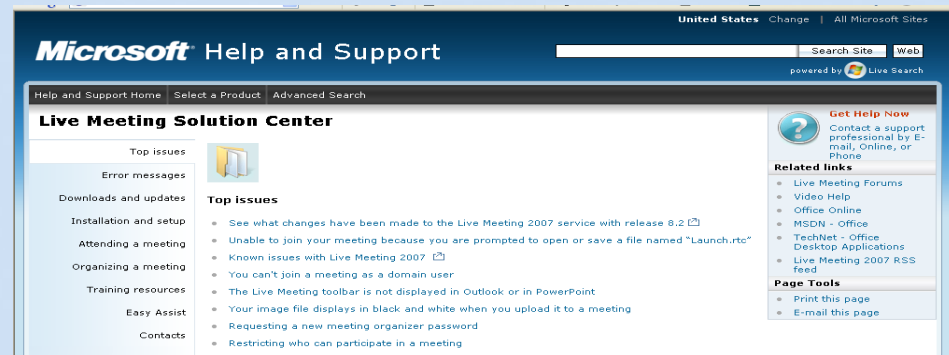 United States Change | All Microsoft Sites
Microsoft Help and Support
Search Site Web
powered by Live Search
Help and Support Home Select a Product Advanced Search
Live Meeting Solution Center
Top issues
Error messages
Downloads and updates
Installation and setup
Attending a meeting
Organizing a meeting
Training resources
Easy Assist
Contacts
Top issues
See what changes have been made to the Live Meeting 2007 service with release 8.2
Unable to join your meeting because you are prompted to open or save a file named "Launch.rtc"
Known issues with Live Meeting 2007
You can't join a meeting as a domain user
The Live Meeting toolbar is not displayed in Outlook or in PowerPoint
Your image file displays in black and white when you upload it to a meeting
Requesting a new meeting organizer password
Restricting who can participate in a meeting
Get Help Now
Contact a support
professional by E-
mail, Online, or
Phone
Related links
Live Meeting Forums
Video Help
Office Online
MSDN - Office
TechNet - Office
Desktop Applications
Live Meeting 2007 RSS
feed
Page Tools
Print this page
E-mail this page